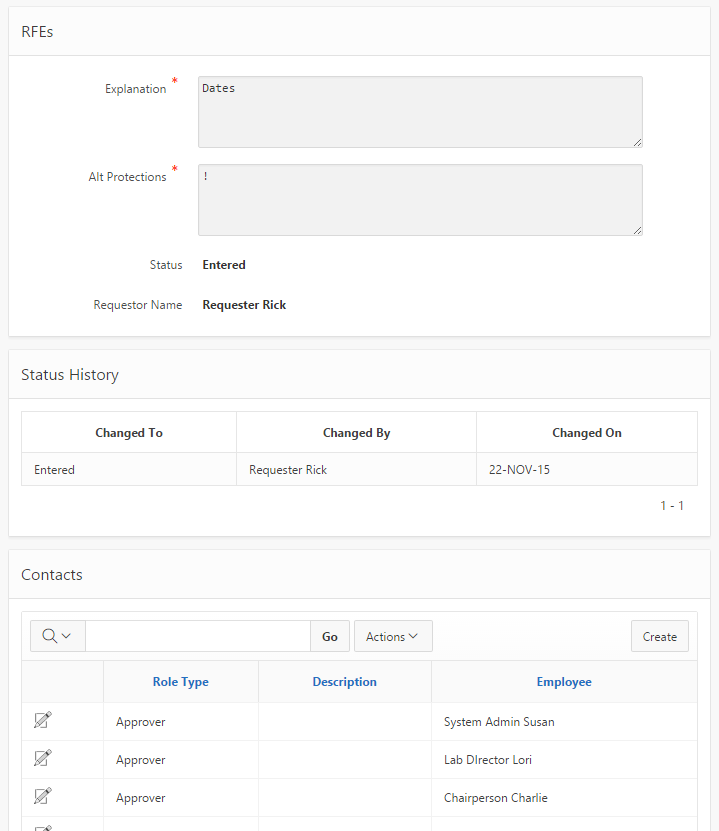 RFEs
Explanation *
Dates
Alt Protections *
!
Status Entered
Requestor Name Requester Rick
Status History
Changed To Changed By Changed On
Entered Requester Rick 22-NOV-15
1 - 1
Contacts
Go Actions Create
Role Type Description Employee
Approver System Admin Susan
Approver Lab DIrector Lori
Approver Chairperson Charlie